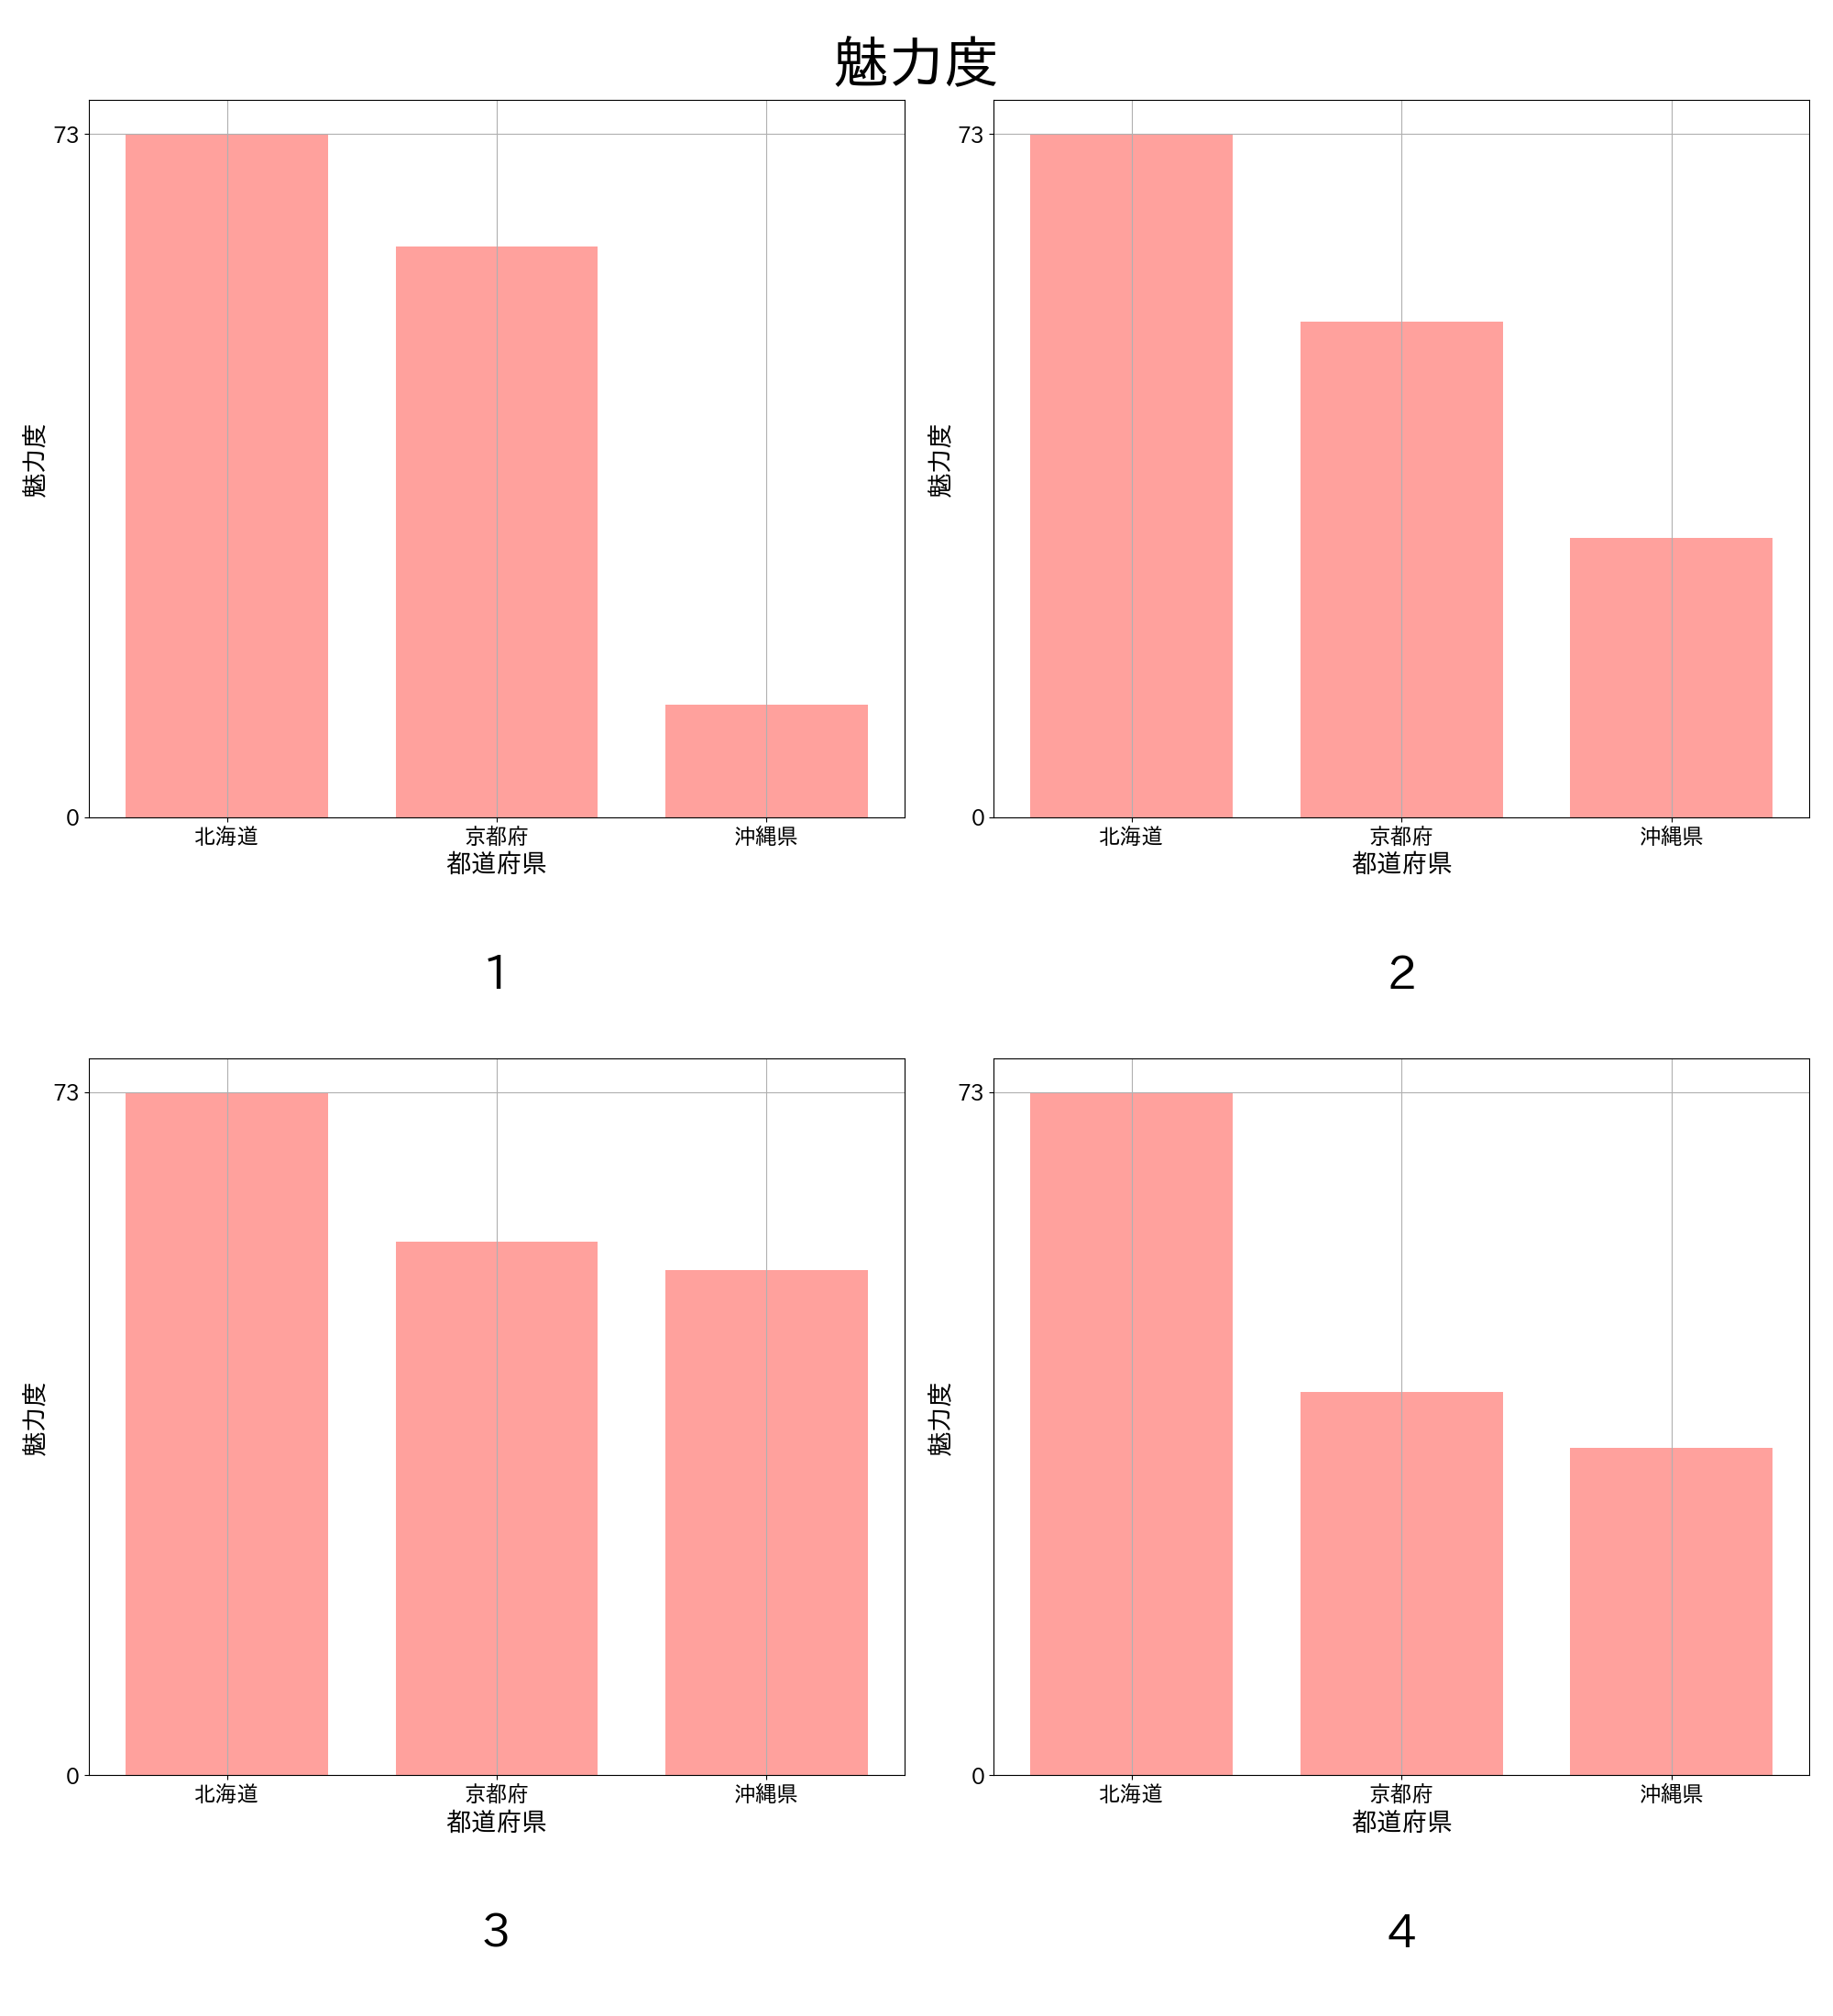 魅力度
73
魅力度
0
北海道 京都府 沖縄県
都道府県
1
73
魅力度
0
北海道 京都府 沖縄県
都道府県
2
73
魅力度
0
北海道 京都府 沖縄県
都道府県
3
73
魅力度
0
北海道 京都府 沖縄県
都道府県
4